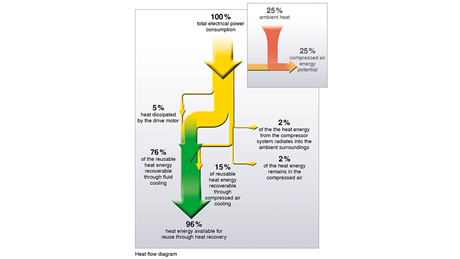 100%
total electrical power
consumption
25%
ambient heat
25%
compressed air
energy
potential
5%
heat dissipated
by the drive motor
2%
of the the heat energy
from the compressor
system radiates into the
ambient surroundings
76%
of the reusable
heat energy
recoverable
through fluid
cooling
15%
of reusable
heat energy
recoverable
through
compressed air
cooling
2%
of the heat energy
remains in the
compressed air
96%
heat energy available for
reuse through heat recovery
Heat flow diagram